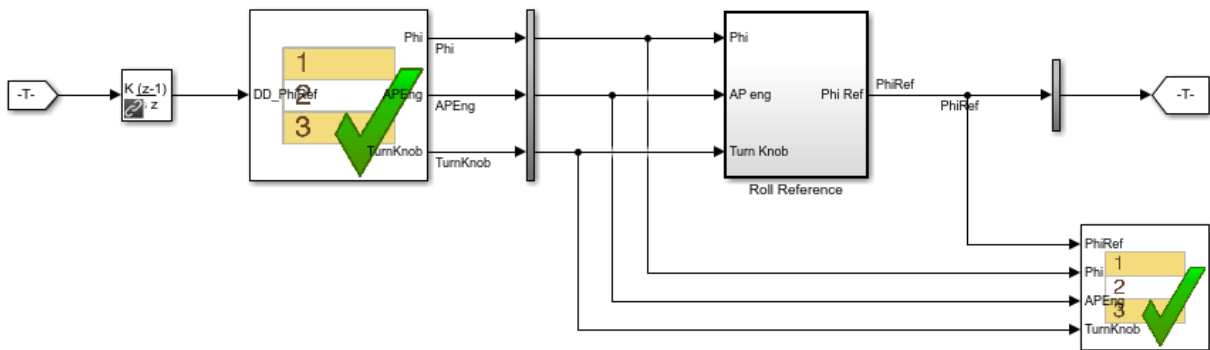 -T-
K (z-1)
z
DD_PhiRef
1
2
3
Phi
APEng
TurnKnob
Phi
APEng
TurnKnob
Phi
AP eng
Turn Knob
Phi Ref
Roll Reference
PhiRef
PhiRef
-T-
PhiRef
Phi
APEng
TurnKnob
1
2
3